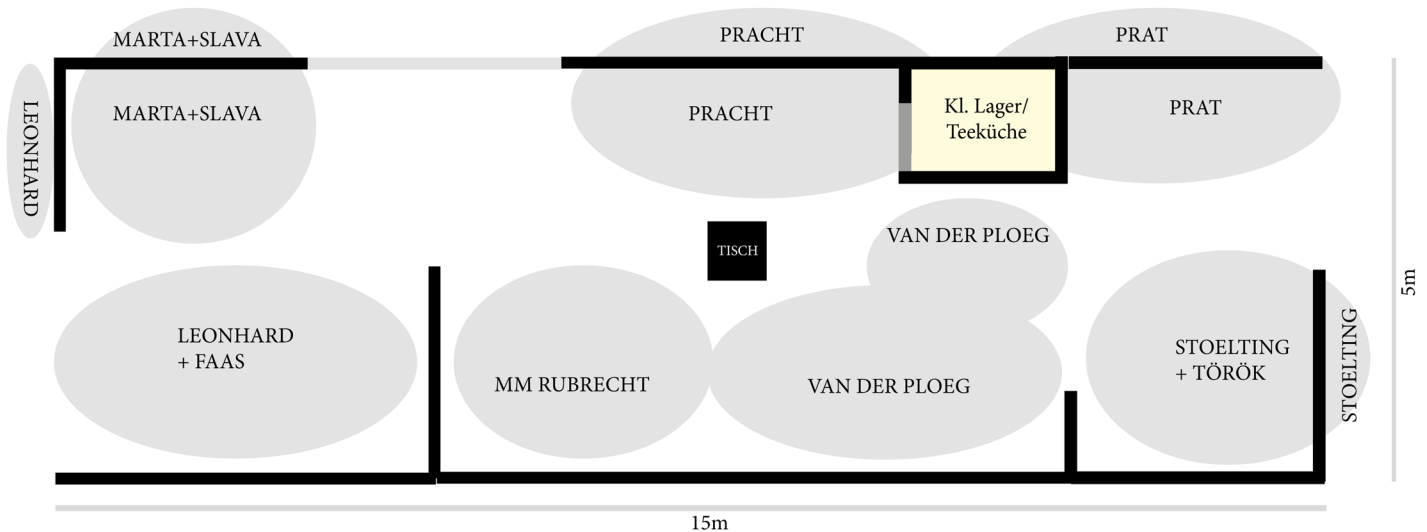 MARTA+SLAVA
PRACHT
PRAT
LEONHARD
MARTA+SLAVA
PRACHT
Kl. Lager/
Teeküche
PRAT
VAN DER PLOEG
TISCH
5m
LEONHARD
+ FAAS
MM RUBRECHT
VAN DER PLOEG
STOELTING
+ TÖRÖK
STOELTING
15m